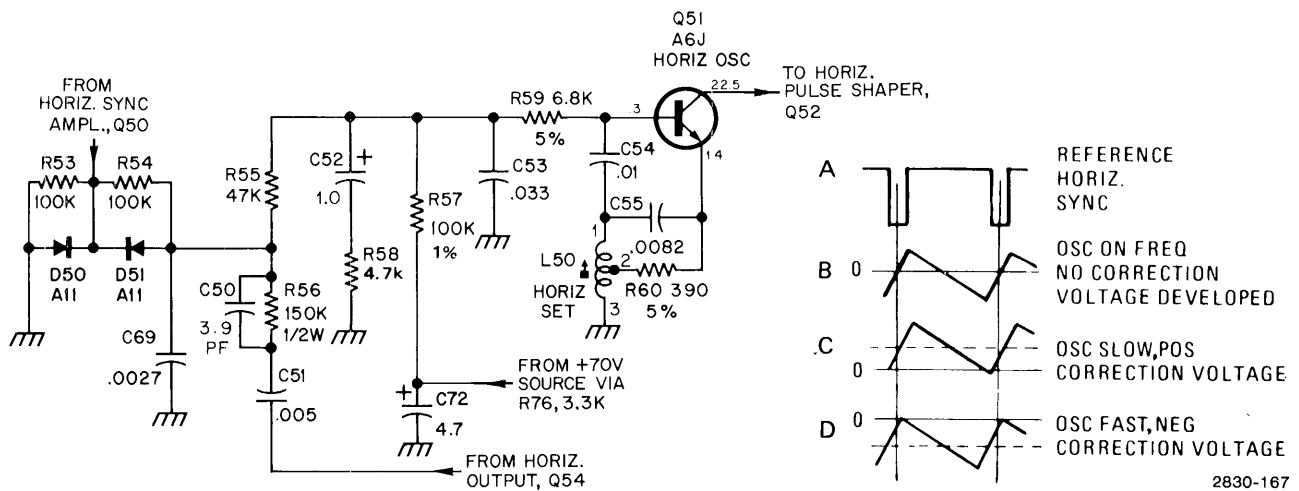 Q51
A6J
HORIZ OSC
FROM
HORIZ. SYNC
AMPL., Q50
22.5
TO HORIZ.
PULSE SHAPER,
Q52
R59 6.8K
5%
.3
R53
100K
R54
100K
R55
47K
C52
+
1.0
R57
100K
1%
C53
.033
C54
.01
14
C55
.0082
R58
4.7K
D50
A11
D51
A11
C50
3.9
PF
R56
150K
1/2W
L50
HORIZ
SET
1
2
3
R60 390
5%
C69
.0027
C51
.005
FROM +70V
SOURCE VIA
R76, 3.3K
+
C72
4.7
FROM HORIZ.
OUTPUT, Q54
A
REFERENCE
HORIZ.
SYNC
B
0
OSC ON FREQ
NO CORRECTION
VOLTAGE DEVELOPED
.C
0
OSC SLOW, POS
CORRECTION VOLTAGE
D
0
OSC FAST, NEG
CORRECTION VOLTAGE
2830-167